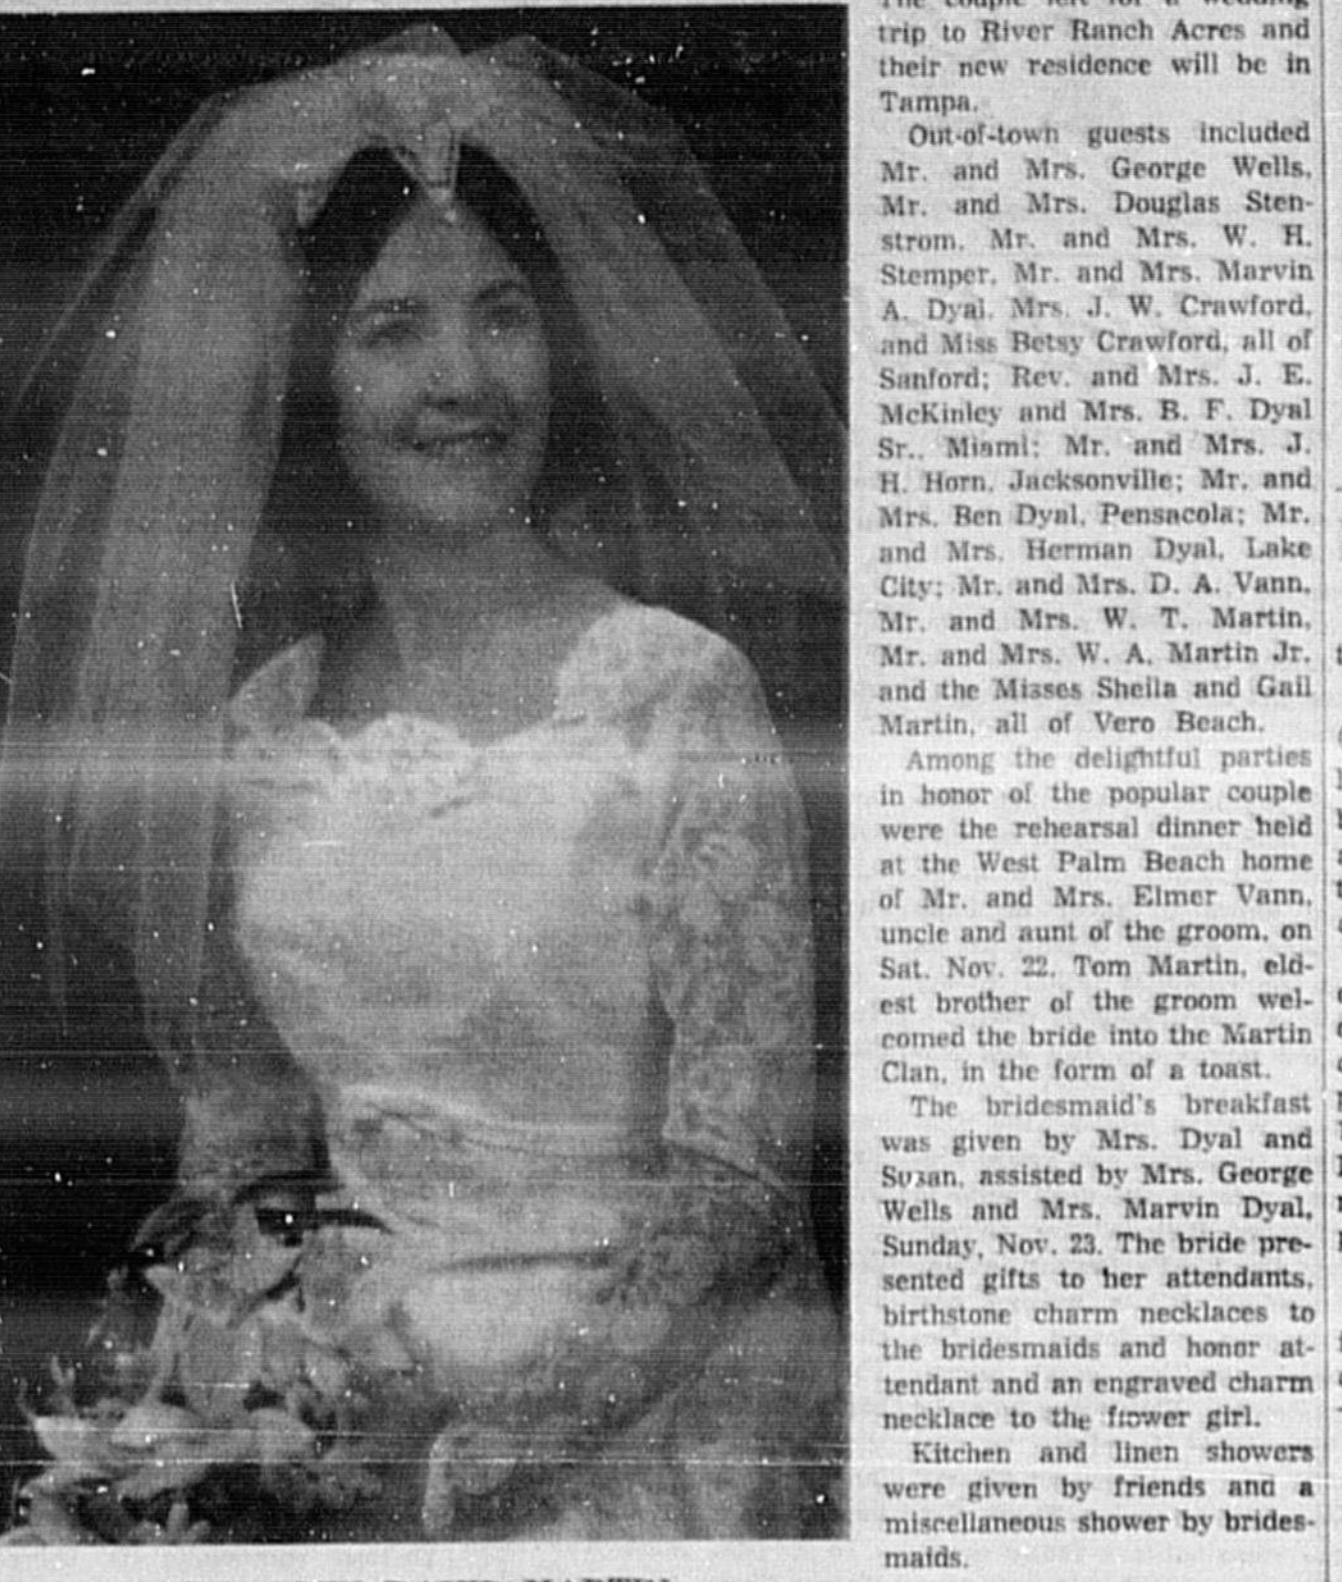 The couple left for a wedding
trip to River Ranch Acres and
their new residence will be in
Tampa.
Out-of-town guests included
Mr. and Mrs. George Wells,
Mr. and Mrs. Douglas Sten-
strom, Mr. and Mrs. W. H.
Stemper, Mr. and Mrs. Marvin
A. Dyal, Mrs. J. W. Crawford,
and Miss Betsy Crawford, all of
Sanford; Rev. and Mrs. J. E.
McKinley and Mrs. B. F. Dyal
Sr., Miami; Mr. and Mrs. J.
H. Horn, Jacksonville; Mr. and
Mrs. Ben Dyal, Pensacola; Mr.
and Mrs. Herman Dyal, Lake
City; Mr. and Mrs. D. A. Vann,
Mr. and Mrs. W. T. Martin,
Mr. and Mrs. W. A. Martin Jr.
and the Misses Sheila and Gail
Martin, all of Vero Beach.
Among the delightful parties
in honor of the popular couple
were the rehearsal dinner held
at the West Palm Beach home
of Mr. and Mrs. Elmer Vann,
uncle and aunt of the groom, on
Sat. Nov. 22. Tom Martin, eld-
est brother of the groom wel-
comed the bride into the Martin
Clan, in the form of a toast.
The bridesmaid's breakfast
was given by Mrs. Dyal and
Susan, assisted by Mrs. George
Wells and Mrs. Marvin Dyal,
Sunday, Nov. 23. The bride pre-
sented gifts to her attendants,
birthstone charm necklaces to
the bridesmaids and honor at-
tendant and an engraved charm
necklace to the flower girl.
Kitchen and linen showers
were given by friends and a
miscellaneous shower by brides-
maids.
MARTIN